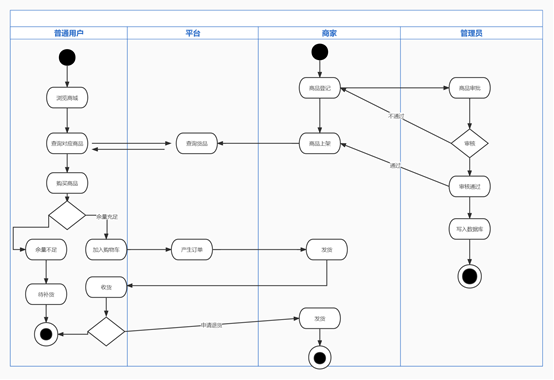 普通用户
平台
商家
管理员
浏览商城
商品登记
商品审批
不通过
查询对应商品
查询货品
商品上架
审核
通过
购买商品
审核通过
余量充足
写入数据库
余量不足
加入购物车
产生订单
发货
待补货
收货
申请退货
发货